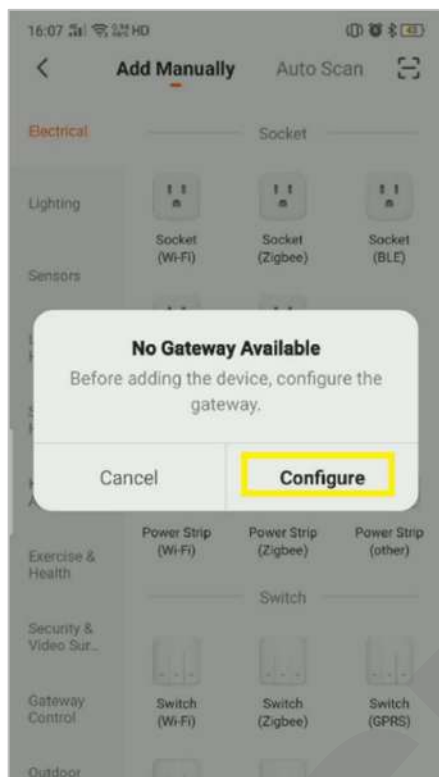 16:07 HD
Add Manually Auto Scan
Electrical
Socket
Lighting
Socket
(Wi-Fi)
Socket
(Zigbee)
Socket
(BLE)
Sensors
No Gateway Available
Before adding the device, configure the
gateway.
Cancel
Configure
Power Strip
(Wi-Fi)
Power Strip
(Zigbee)
Power Strip
(other)
Exercise &
Health
Switch
Security &
Video Sur...
Switch
(Wi-Fi)
Switch
(Zigbee)
Switch
(GPRS)
Gateway
Control
Outdoor